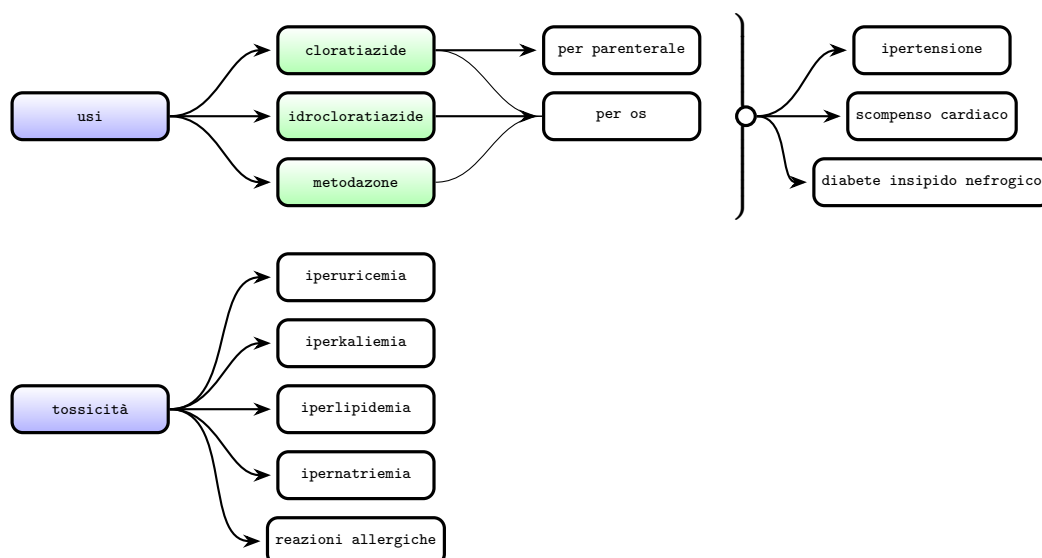 usi
cloratiazide
idrocloratiazide
metodazone
per parenterale
per os
ipertensione
scompenso cardiaco
diabete insipido nefrogico
tossicità
iperuricemia
iperkaliemia
iperlipidemia
ipernatriemia
reazioni allergiche